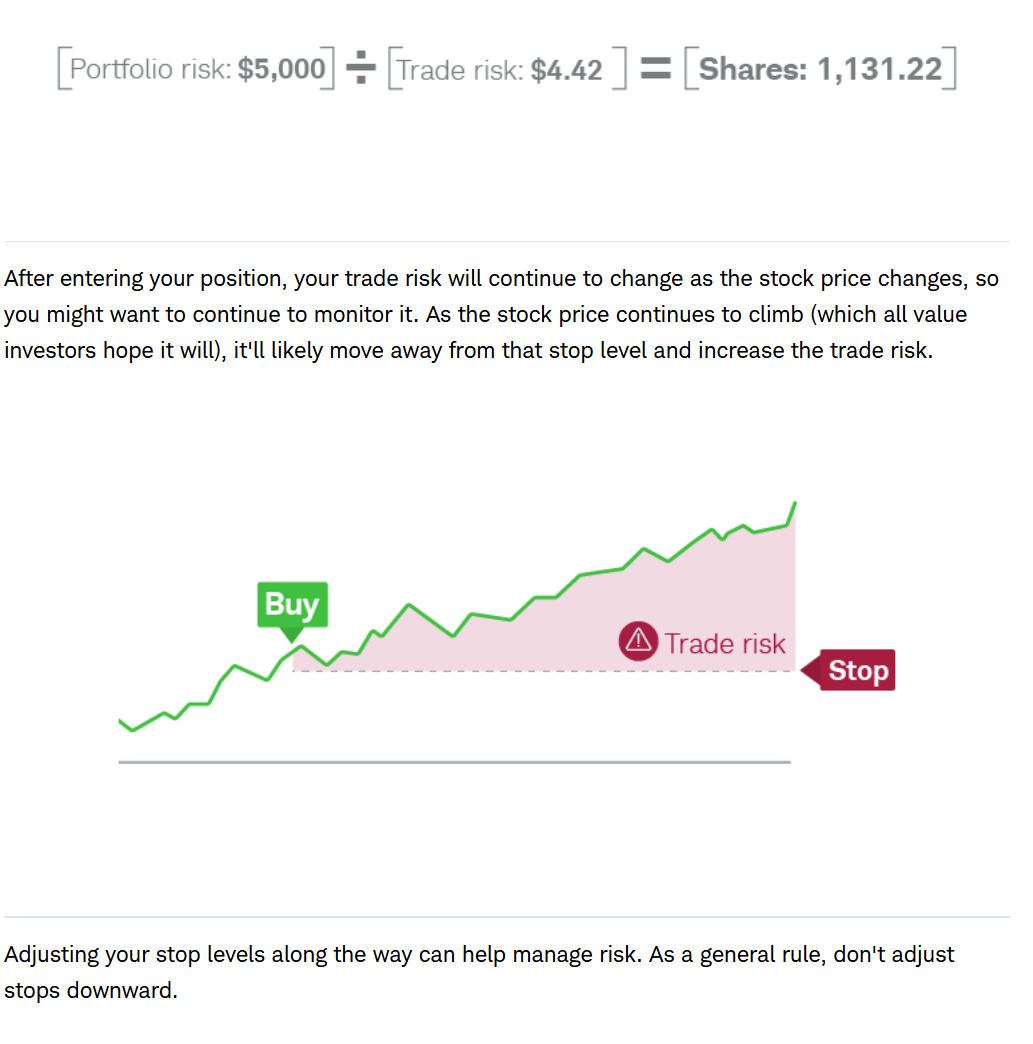 [Portfolio risk: $5,000] ÷ [Trade risk: $4.42 ] = [Shares: 1,131.22]
After entering your position, your trade risk will continue to change as the stock price changes, so
you might want to continue to monitor it. As the stock price continues to climb (which all value
investors hope it will), it'll likely move away from that stop level and increase the trade risk.
Buy
Trade risk
Stop
Adjusting your stop levels along the way can help manage risk. As a general rule, don't adjust
stops downward.